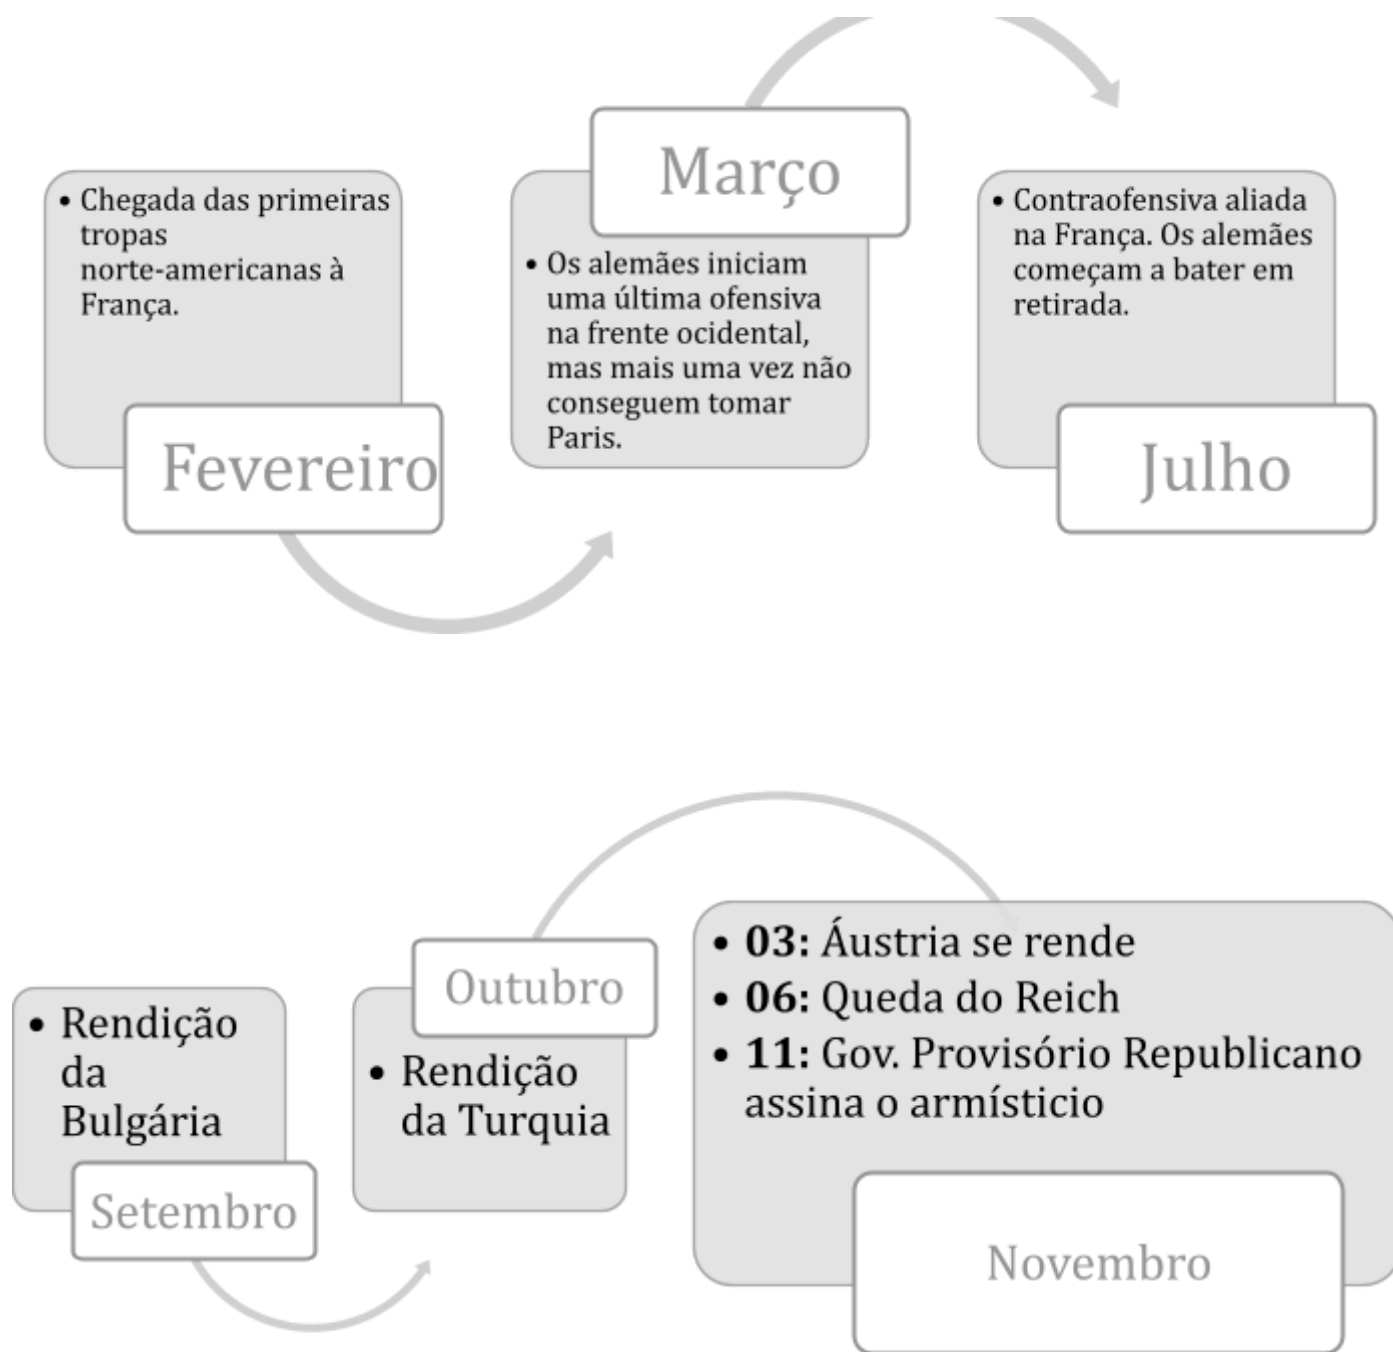 • Chegada das primeiras
tropas
norte-americanas à
França.
Fevereiro
Março
• Os alemães iniciam
uma última ofensiva
na frente ocidental,
mas mais uma vez não
conseguem tomar
Paris.
• Contraofensiva aliada
na França. Os alemães
começam a bater em
retirada.
Julho
• Rendição
da
Bulgária
Setembro
Outubro
• Rendição
da Turquia
• 03: Áustria se rende
• 06: Queda do Reich
• 11: Gov. Provisório Republicano
assina o armísticio
Novembro